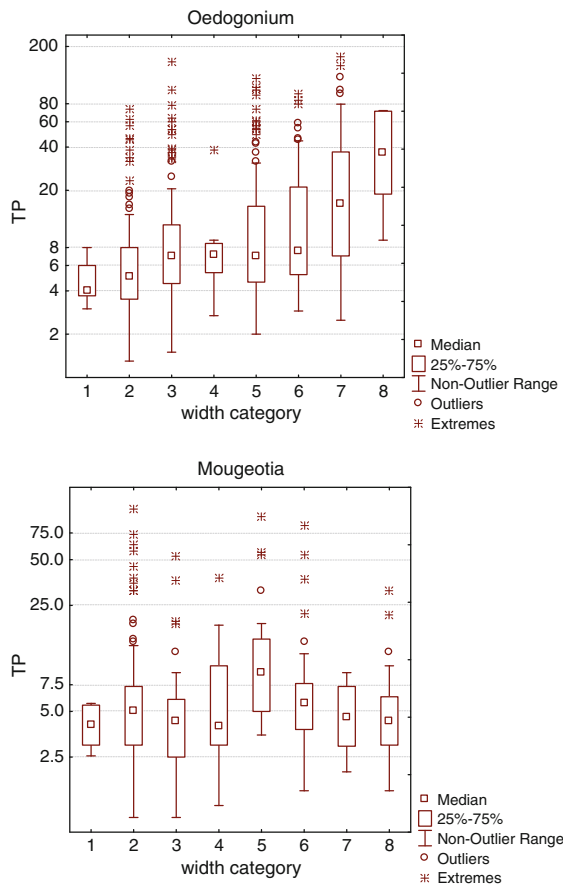 Oedogonium
200
80
60
40
20
8
6
4
2
TP
1 2 3 4 5 6 7 8
width category
Median
25%-75%
Non-Outlier Range
Outliers
Extremes
Mougeotia
75.0
50.0
25.0
7.5
5.0
2.5
TP
1 2 3 4 5 6 7 8
width category
Median
25%-75%
Non-Outlier Range
Outliers
Extremes